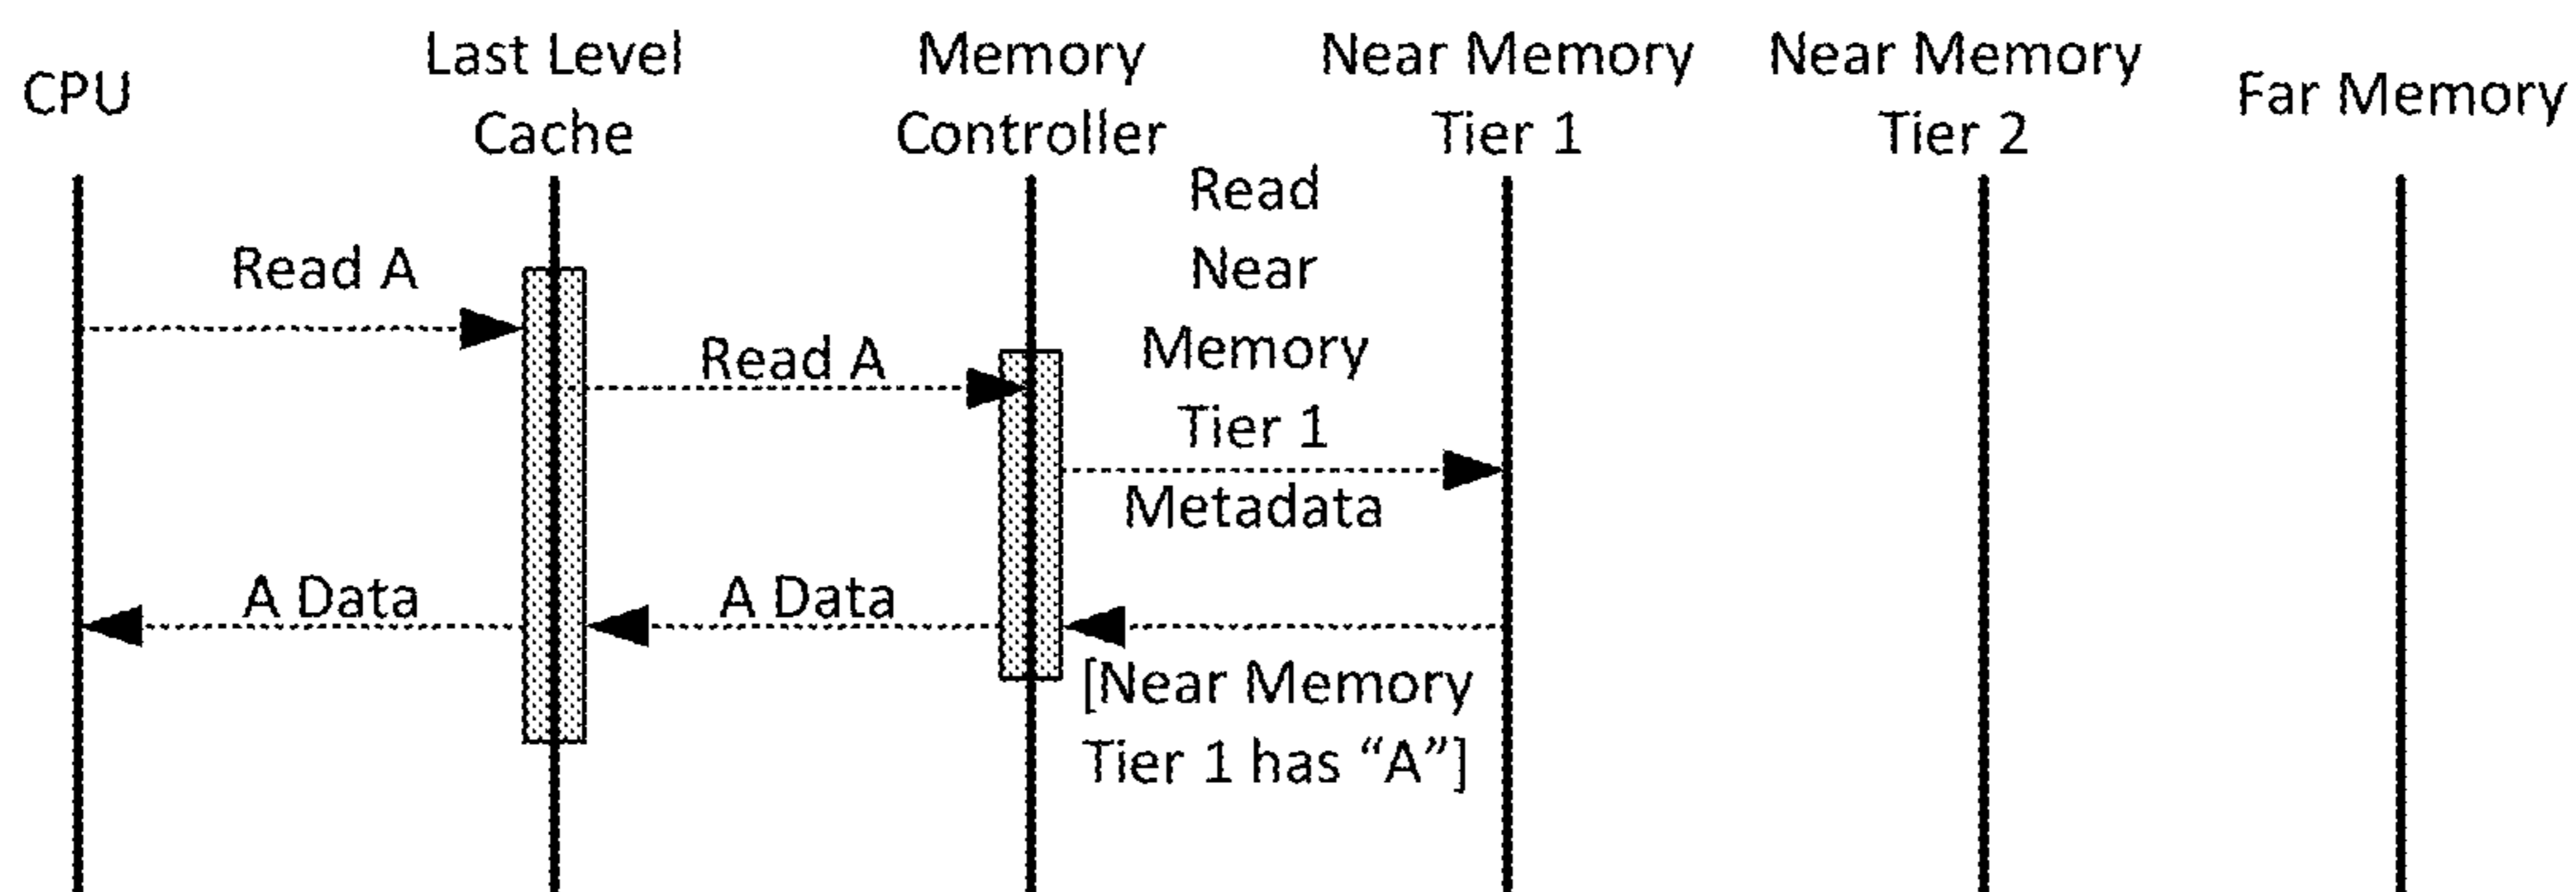 CPU
Last Level
Cache
Memory
Controller
Near Memory
Tier 1
Near Memory
Tier 2
Far Memory
Read A
Read A
Read
Near
Memory
Tier 1
Metadata
A Data
A Data
[Near Memory
Tier 1 has “A”]